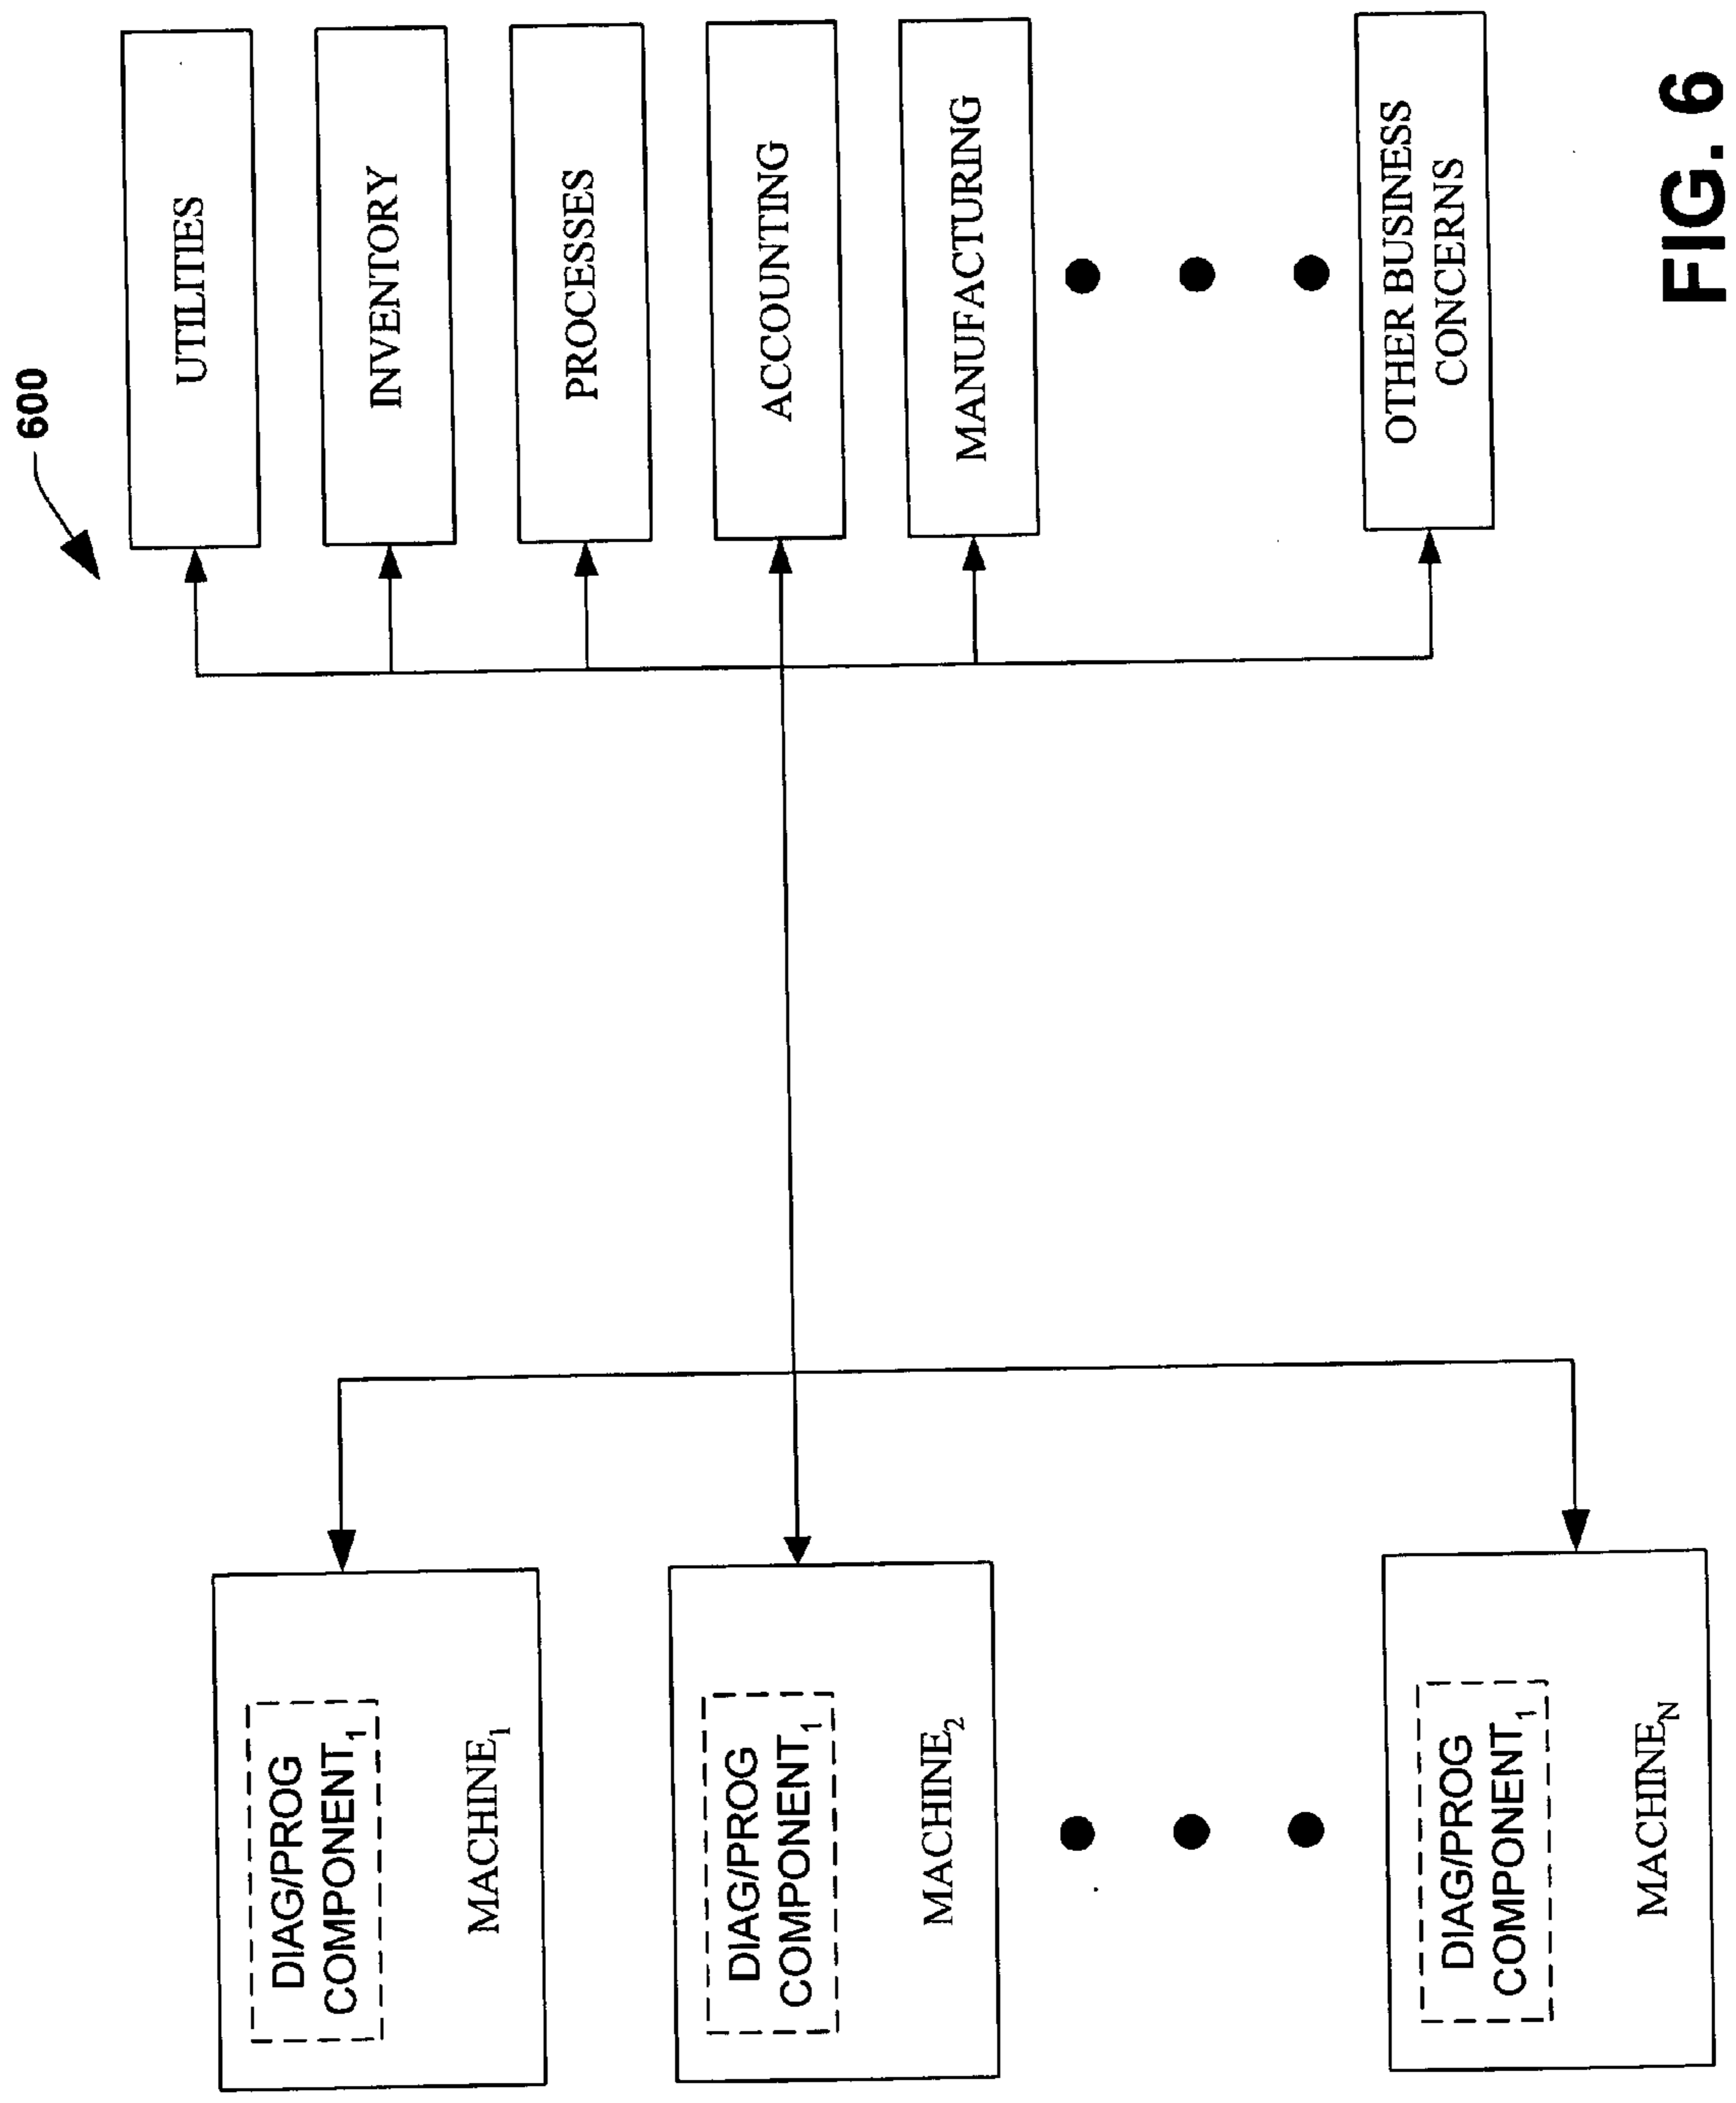 600
DIAG/PROG
COMPONENT₁
MACHINE₁
UTILITIES
INVENTORY
PROCESSES
DIAG/PROG
COMPONENT₁
MACHINE₂
ACCOUNTING
MANUFACTURING
DIAG/PROG
COMPONENT₁
MACHINE_N
OTHER BUSINESS
CONCERNS
FIG. 6